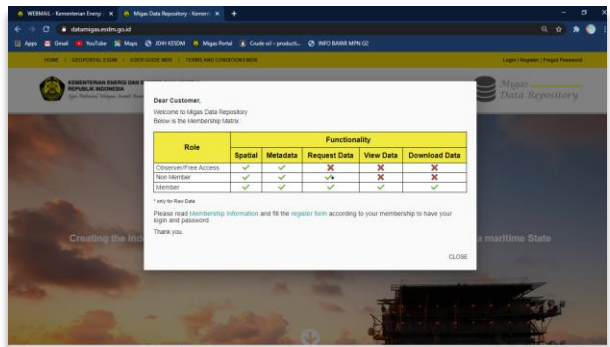 WEBMAIL - Kementerian Energi
Migas Data Repository - Kement
datamigas.esdm.go.id
Apps Gmail YouTube Maps JDIH KESDM Migas Portal Crude oil - producti... INFO BAWAR MPN G2
HOME | GEOPORTAL ESDM | USER GUIDE MDR | TERMS AND CONDITIONS MDR
Login | Register | Forgot Password
KEMENTERIAN ENERGI DAN
REPUBLIK INDONESIA
Migas
Data Repository
Dear Customer,
Welcome to Migas Data Repository
Below is the Membership Matrix :
Role Functionality
Spatial Metadata Request Data View Data Download Data
Observer/Free Access
Non Member
Member
* only for Raw Data
Please read Membership Information and fill the register form according to your membership to have your
login and password.
Thank you.
CLOSE
Creating the ind
a maritime State